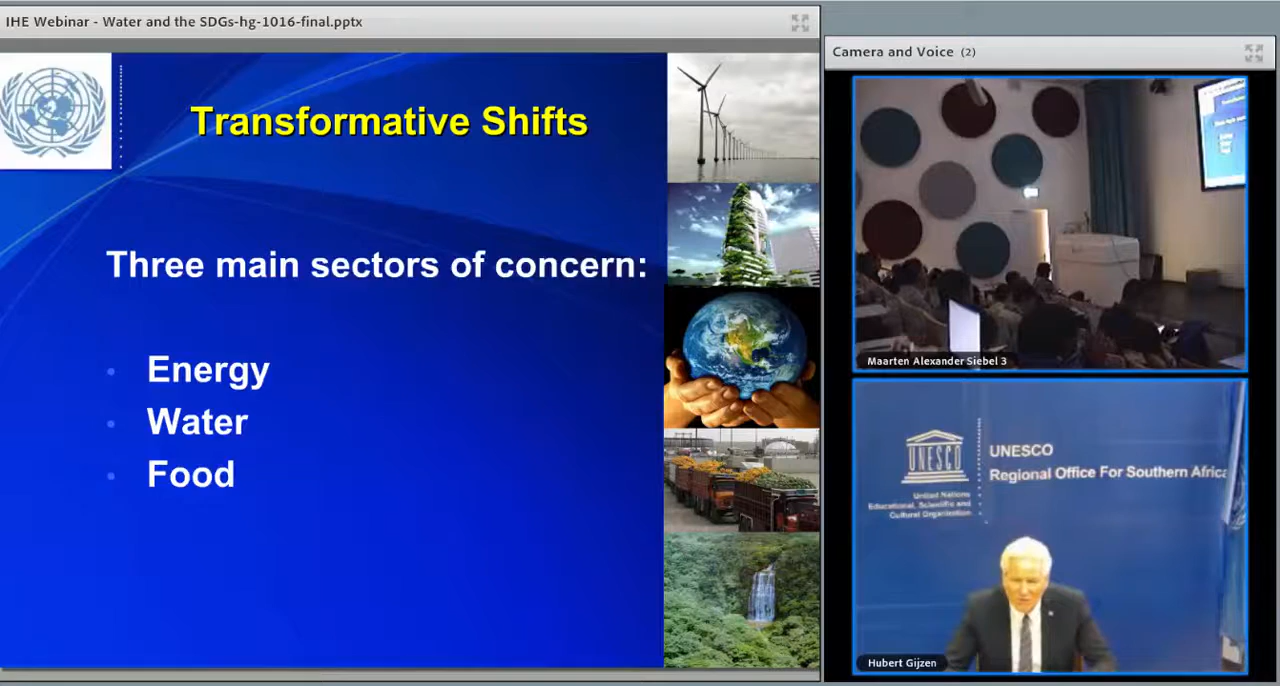 IHE Webinar - Water and the SDGs-hg-1016-final.pptx
Transformative Shifts
Three main sectors of concern:
• Energy
• Water
• Food
Camera and Voice (2)
Maarten Alexander Siebel 3
UNESCO
United Nations
Educational, Scientific and
Cultural Organization
UNESCO
Regional Office For Southern Africa
Hubert Gijzen